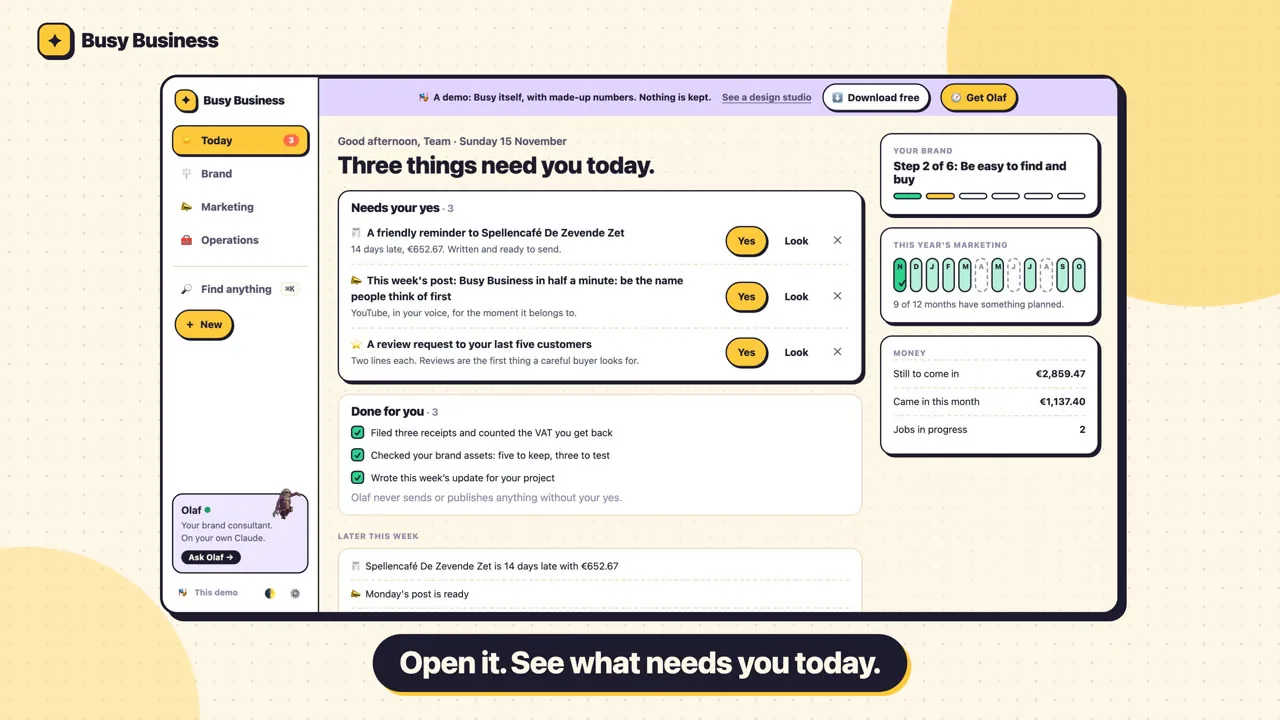 Busy Business
Busy Business
Today 3
Brand
Marketing
Operations
Find anything ⌘K
+ New
Olaf
Your brand consultant.
On your own Claude.
Ask Olaf →
This demo
A demo: Busy itself, with made-up numbers. Nothing is kept. See a design studio Download free Get Olaf
Good afternoon, Team · Sunday 15 November
Three things need you today.
Needs your yes · 3
A friendly reminder to Spellencafé De Zevende Zet
14 days late, €652.67. Written and ready to send.
Yes Look ×
This week's post: Busy Business in half a minute: be the name
people think of first
YouTube, in your voice, for the moment it belongs to.
Yes Look ×
A review request to your last five customers
Two lines each. Reviews are the first thing a careful buyer looks for.
Yes Look ×
Done for you · 3
Filed three receipts and counted the VAT you get back
Checked your brand assets: five to keep, three to test
Wrote this week's update for your project
Olaf never sends or publishes anything without your yes.
LATER THIS WEEK
Spellencafé De Zevende Zet is 14 days late with €652.67
Monday's post is ready
YOUR BRAND
Step 2 of 6: Be easy to find and
buy
THIS YEAR'S MARKETING
N D J F M A M J J A S O
9 of 12 months have something planned.
MONEY
Still to come in €2,859.47
Came in this month €1,137.40
Jobs in progress 2
Open it. See what needs you today.